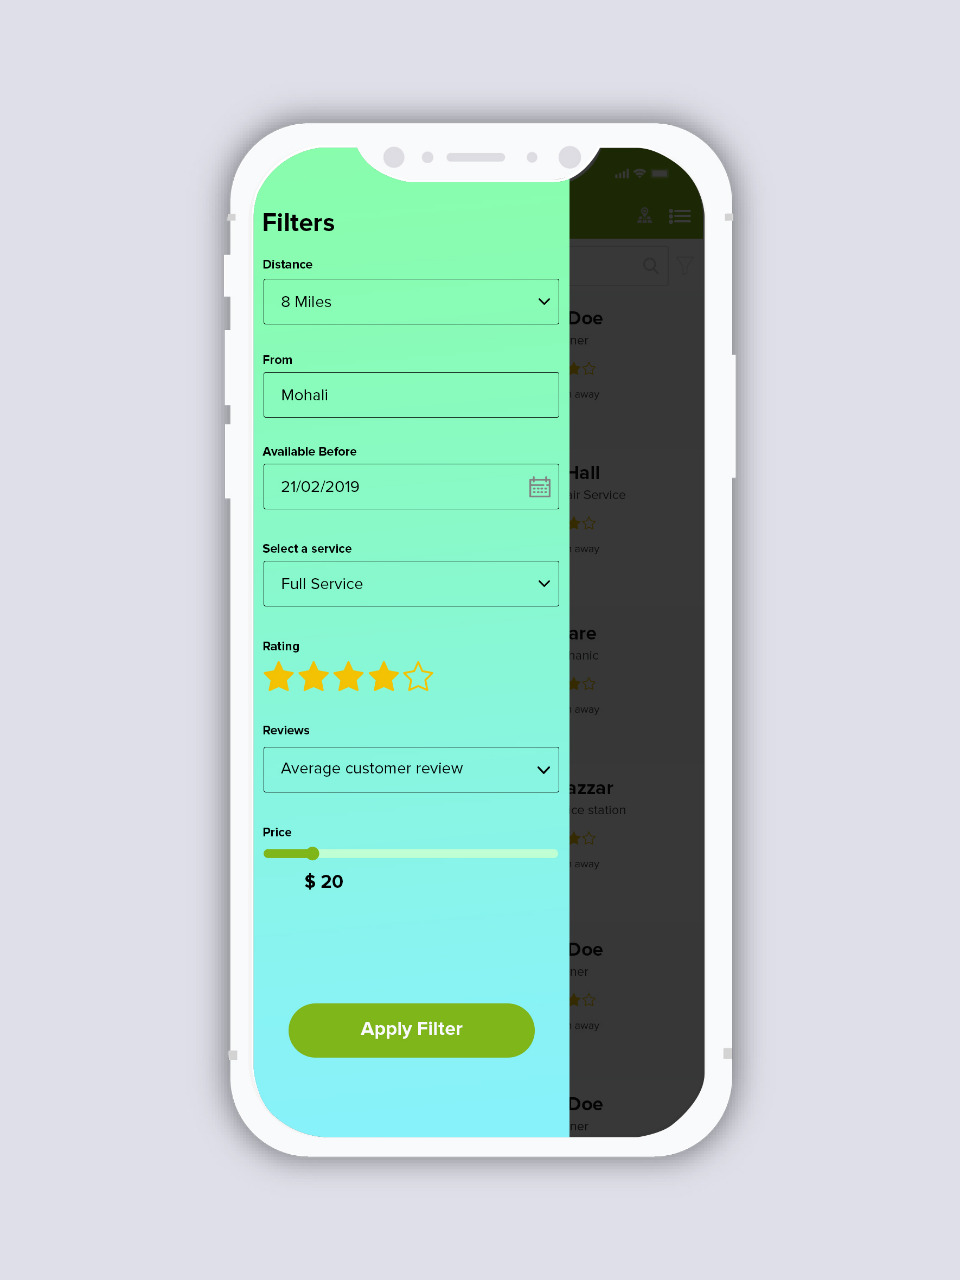 Filters
Distance
8 Miles
From
Mohali
Available Before
21/02/2019
Select a service
Full Service
Rating
Reviews
Average customer review
Price
$ 20
Apply Filter
Doe
ner
away
Hall
air Service
away
are
hanic
away
azzar
ce station
away
Doe
ner
away
Doe
ner